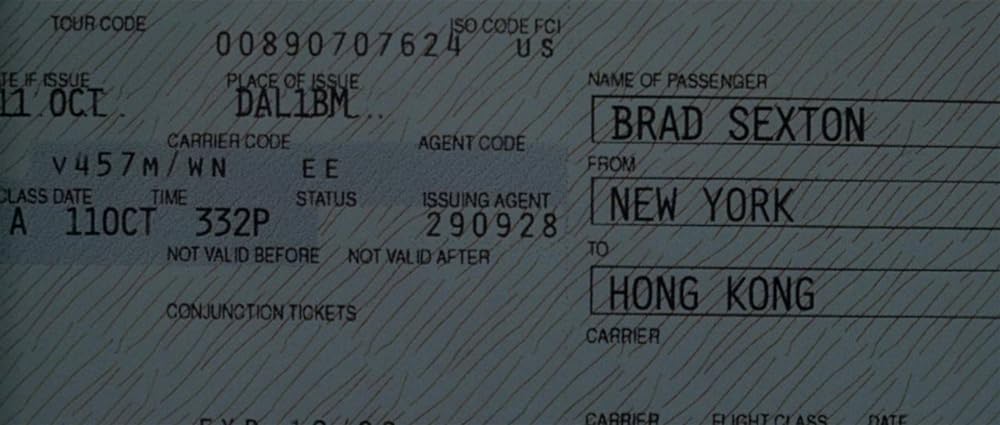 TOUR CODE
ISO CODE FCI
00890707624 US
TE IF ISSUE
PLACE OF ISSUE
11 OCT.
DAL1BM..
CARRIER CODE
AGENT CODE
V457M/WN EE
CLASS DATE TIME STATUS ISSUING AGENT
A 11OCT 332P 290928
NOT VALID BEFORE NOT VALID AFTER
CONJUNCTION TICKETS
NAME OF PASSENGER
BRAD SEXTON
FROM
NEW YORK
TO
HONG KONG
CARRIER
CARRIER FLIGHT CLASS DATE